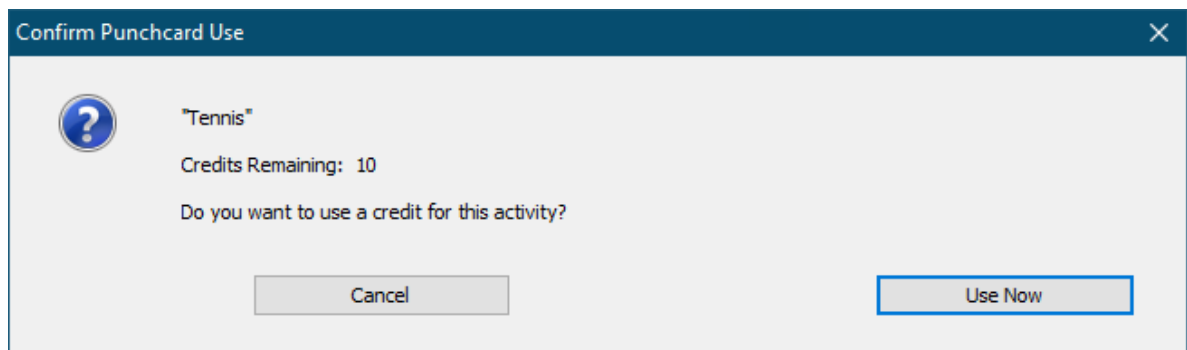 Confirm Punchcard Use
"Tennis"
Credits Remaining: 10
Do you want to use a credit for this activity?
Cancel
Use Now